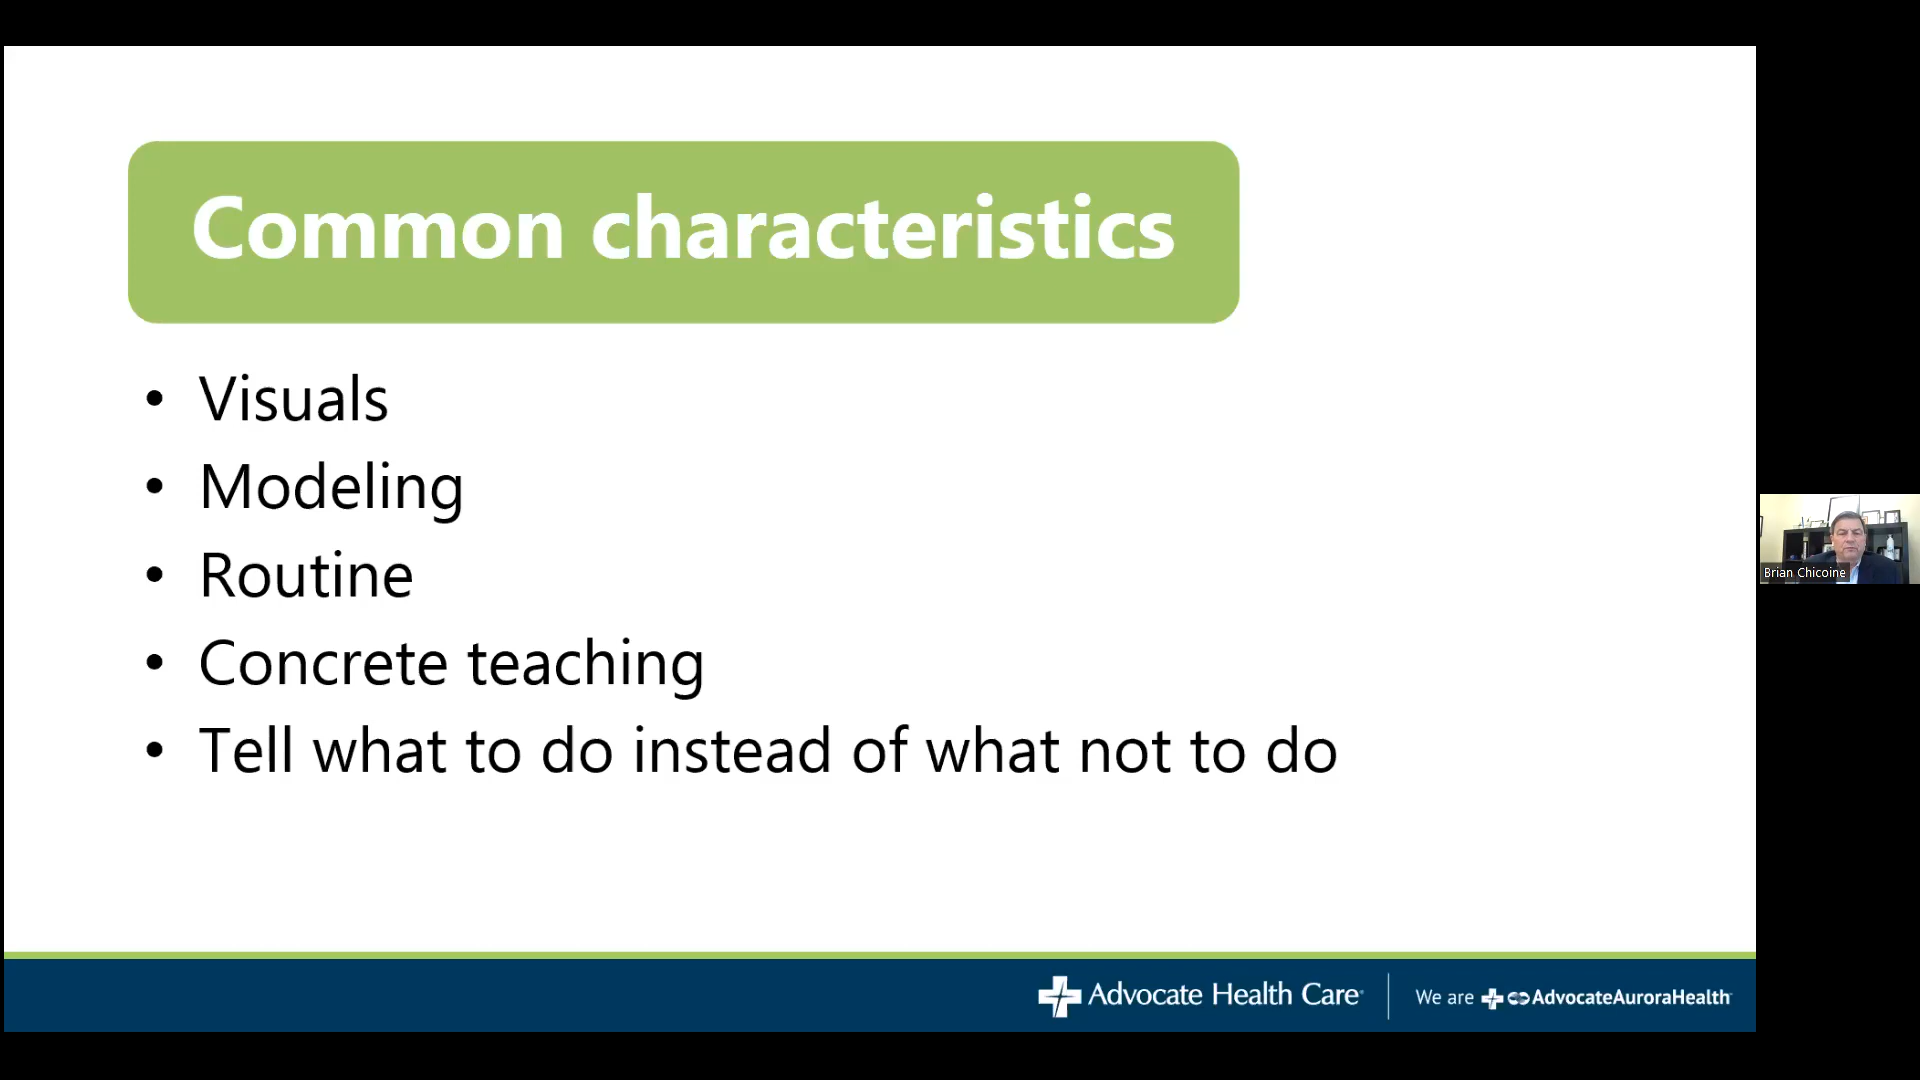 Common characteristics
• Visuals
• Modeling
• Routine
• Concrete teaching
• Tell what to do instead of what not to do
Brian Chicoine
Advocate Health Care
We are AdvocateAuroraHealth